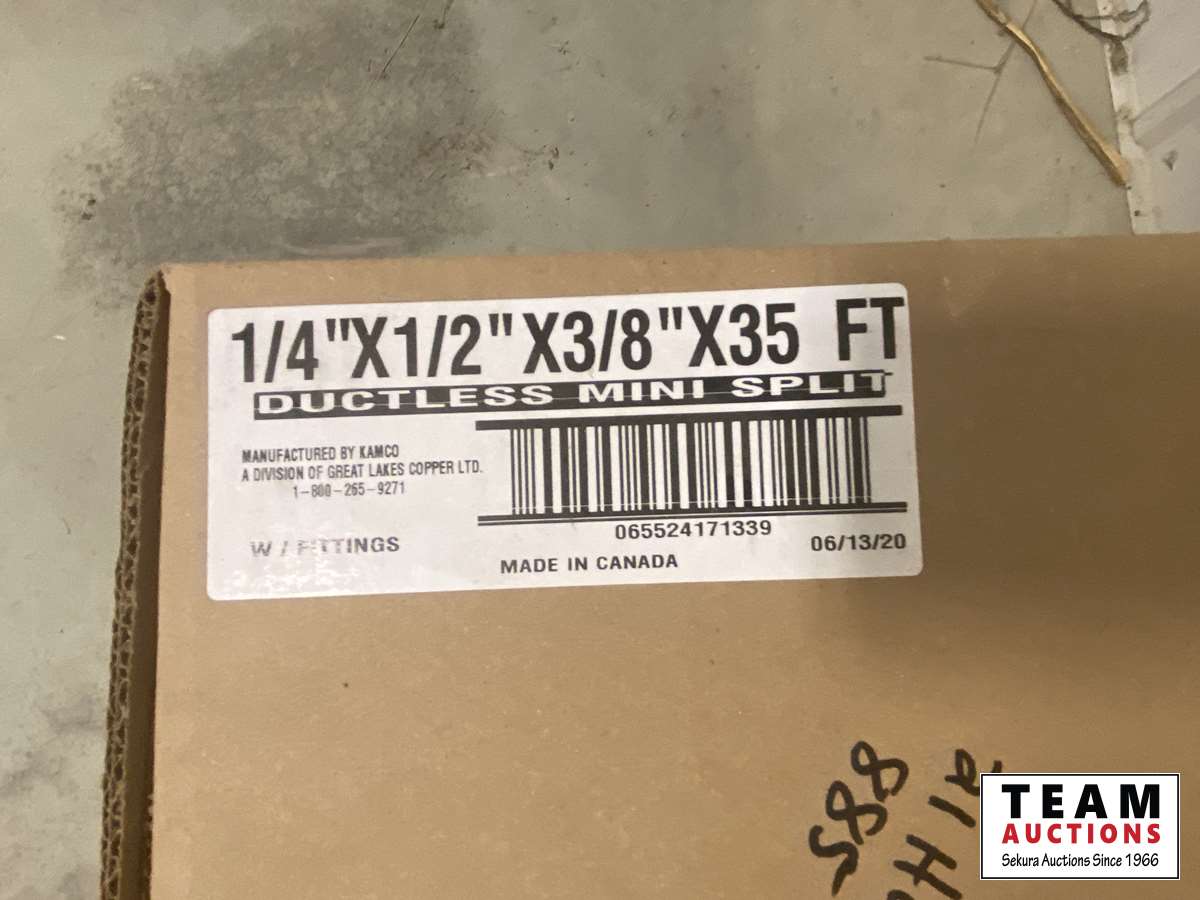 1/4"X1/2"X3/8"X35 FT
DUCTLESS MINI SPLIT
MANUFACTURED BY KAMCO
A DIVISION OF GREAT LAKES COPPER LTD.
1-800-265-9271
065524171339
W / FITTINGS
MADE IN CANADA
06/13/20
TEAM
AUCTIONS
Sekura Auctions Since 1966